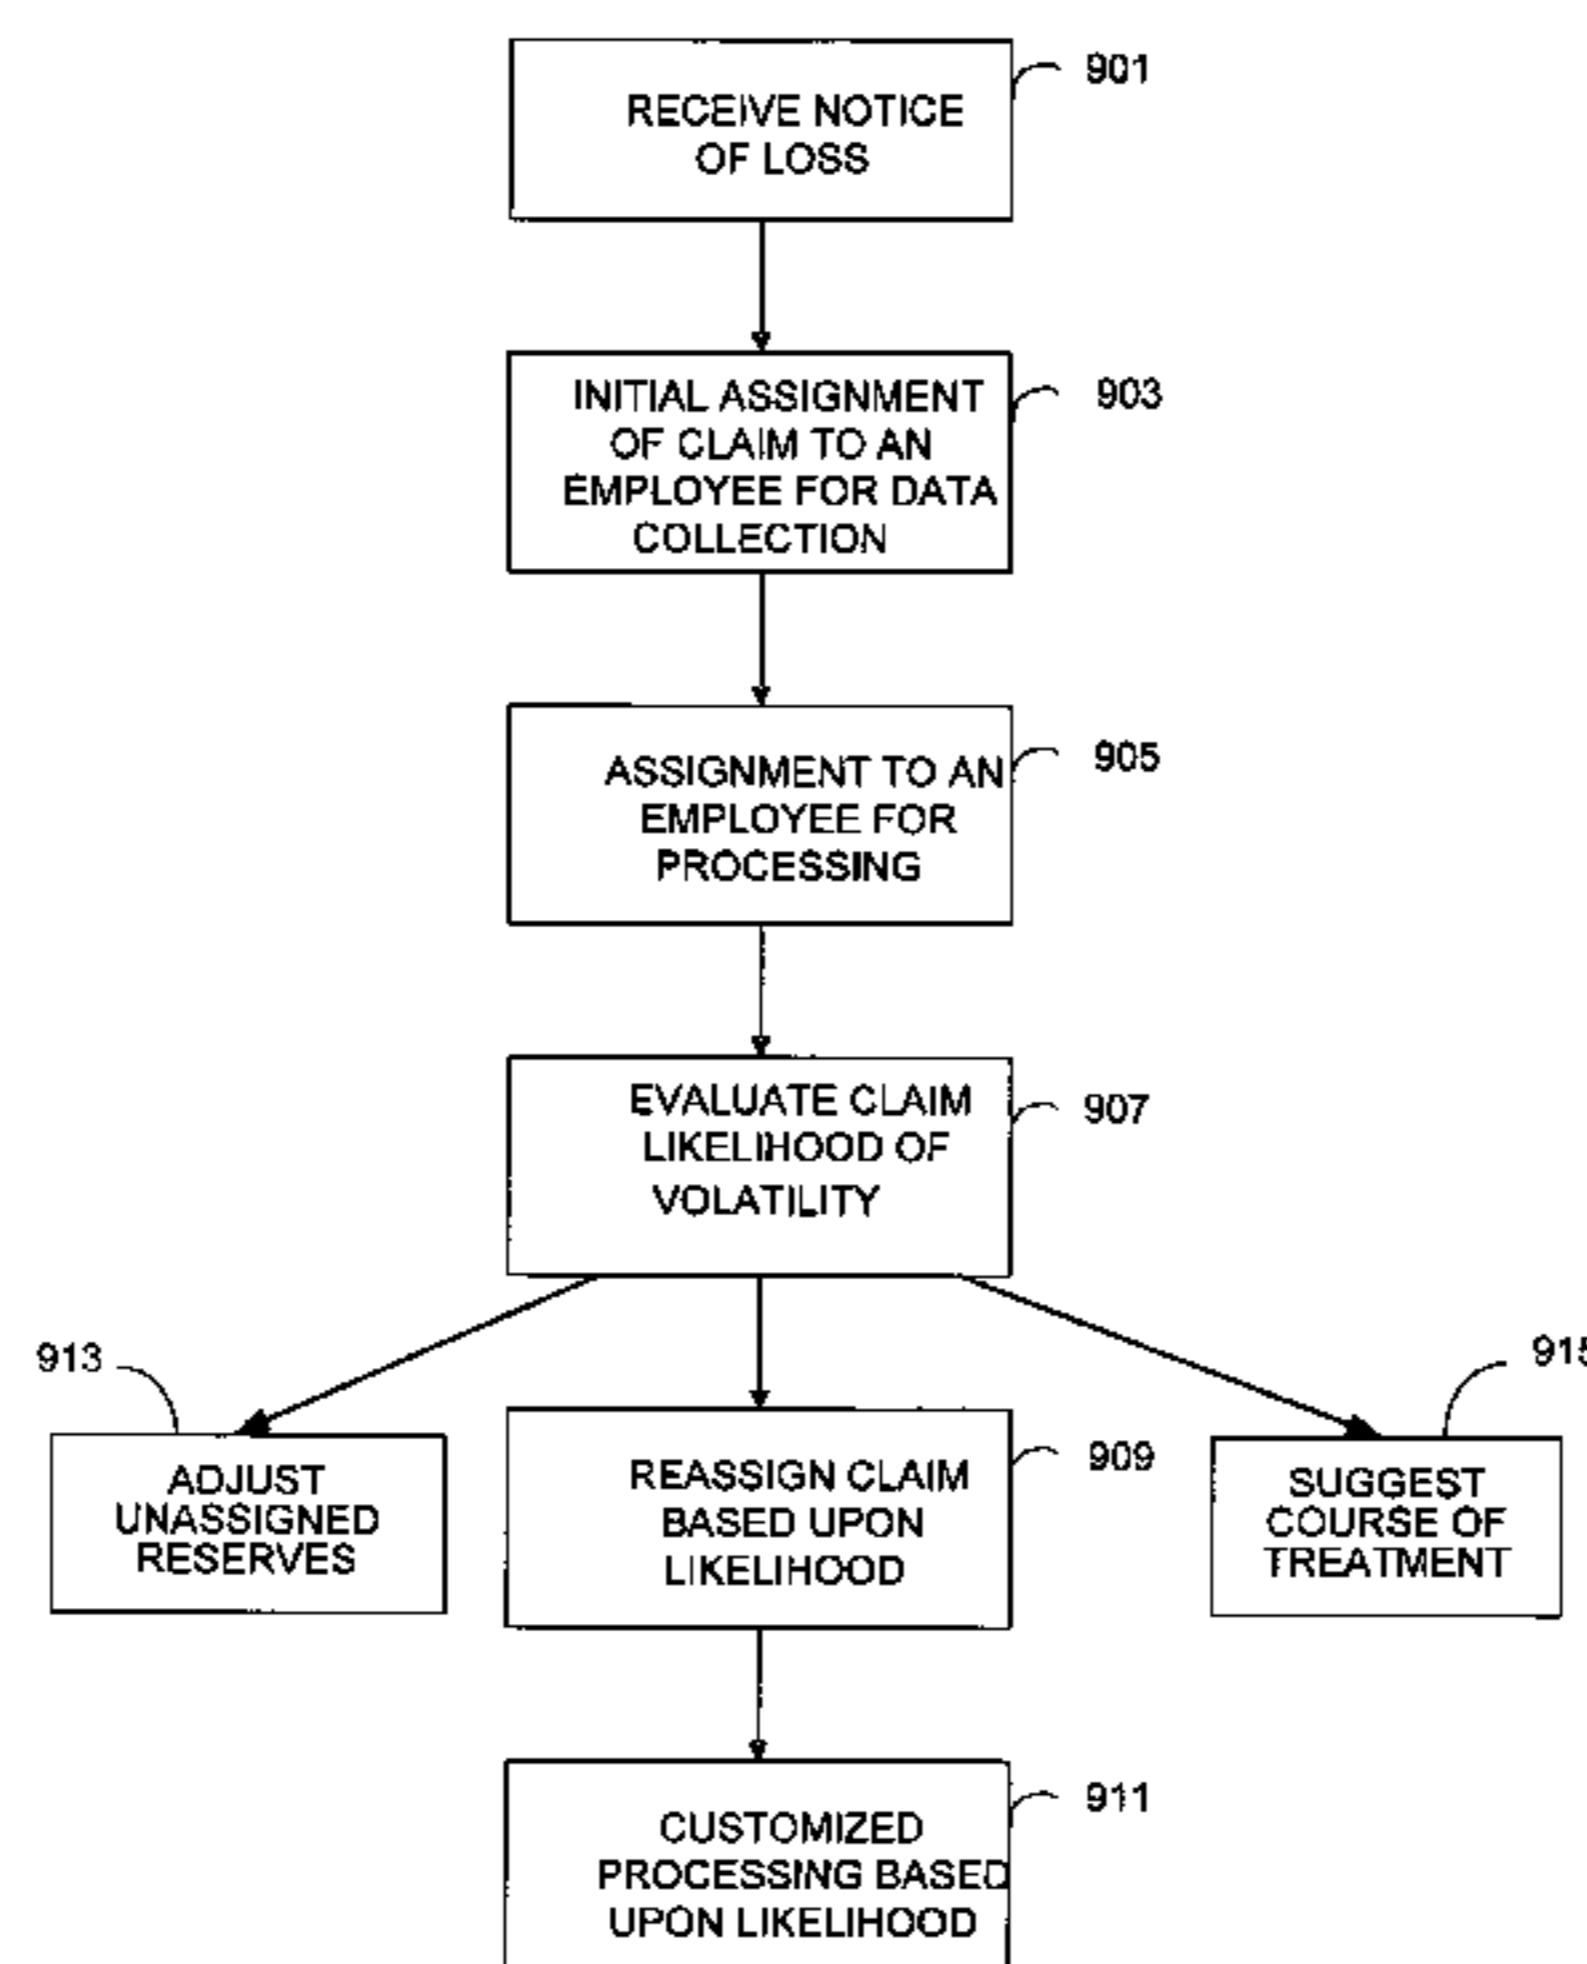 901
RECEIVE NOTICE
OF LOSS
903
INITIAL ASSIGNMENT
OF CLAIM TO AN
EMPLOYEE FOR DATA
COLLECTION
905
ASSIGNMENT TO AN
EMPLOYEE FOR
PROCESSING
907
EVALUATE CLAIM
LIKELIHOOD OF
VOLATILITY
913
ADJUST
UNASSIGNED
RESERVES
909
REASSIGN CLAIM
BASED UPON
LIKELIHOOD
915
SUGGEST
COURSE OF
TREATMENT
911
CUSTOMIZED
PROCESSING BASED
UPON LIKELIHOOD